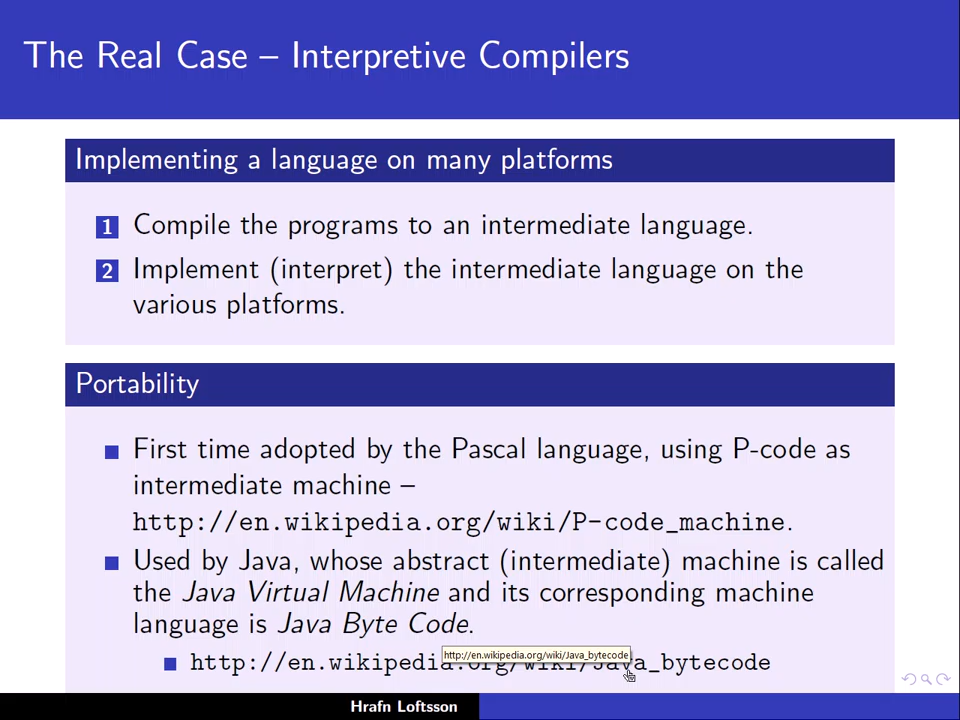 The Real Case – Interpretive Compilers
Implementing a language on many platforms
1 Compile the programs to an intermediate language.
2 Implement (interpret) the intermediate language on the
various platforms.
Portability
First time adopted by the Pascal language, using P-code as
intermediate machine –
http://en.wikipedia.org/wiki/P-code_machine.
Used by Java, whose abstract (intermediate) machine is called
the Java Virtual Machine and its corresponding machine
language is Java Byte Code.
http://en.wikipedia.org/wiki/Java_bytecode
http://en.wikipedia.org/wiki/Java_bytecode
Hrafn Loftsson